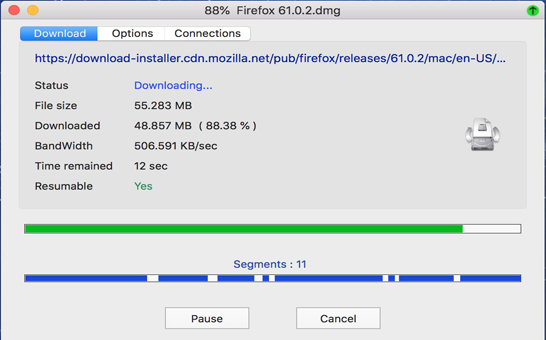 88% Firefox 61.0.2.dmg
Download Options Connections
https://download-installer.cdn.mozilla.net/pub/firefox/releases/61.0.2/mac/en-US/...
Status Downloading...
File size 55.283 MB
Downloaded 48.857 MB ( 88.38 % )
BandWidth 506.591 KB/sec
Time remained 12 sec
Resumable Yes
Segments : 11
Pause Cancel